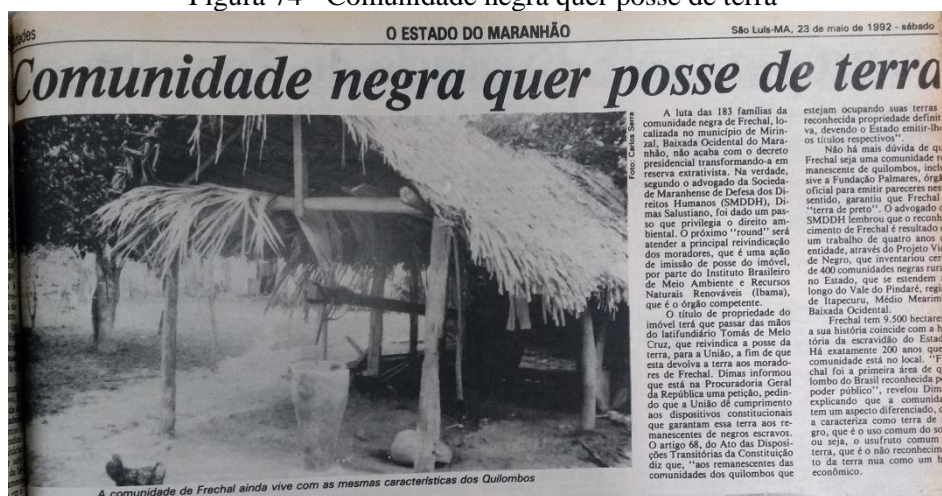 Figura 74 - Comunidade negra quer posse de terra
O ESTADO DO MARANHÃO
São Luís-MA, 23 de maio de 1992 - sábado
Comunidade negra quer posse de terra
Foto: Carlos Serra
A comunidade de Frechal ainda vive com as mesmas características dos Quilombos
A luta das 183 famílias da
comunidade negra de Frechal, lo-
calizada no município de Mirin-
zal, Baixada Ocidental do Mara-
nhão, não acaba com o decreto
presidencial transformando-a em
reserva extrativista. Na verdade,
segundo o advogado da Socieda-
de Maranhense de Defesa dos Di-
reitos Humanos (SMDDH), Di-
mas Salustiano, foi dado um pas-
so que privilegia o direito am-
biental. O próximo "round" será
atender a principal reivindicação
dos moradores, que é uma ação
de imissão de posse do imóvel,
por parte do Instituto Brasileiro
de Meio Ambiente e Recursos
Naturais Renováveis (Ibama),
que é o órgão competente.
O título de propriedade do
imóvel terá que passar das mãos
do latifundiário Tomás de Melo
Cruz, que reivindica a posse da
terra, para a União, a fim de que
esta devolva a terra aos morado-
res de Frechal. Dimas informou
que está na Procuradoria Geral
da República uma petição, pedin-
do que a União dê cumprimento
aos dispositivos constitucionais
que garantam essa terra aos re-
manescentes de negros escravos.
O artigo 68, do Ato das Disposi-
ções Transitórias da Constituição
diz que, "aos remanescentes das
comunidades dos quilombos que
estejam ocupando suas terras
reconhecida propriedade definit
va, devendo o Estado emitir-lh
os títulos respectivos".
Não há mais dúvida de qu
Frechal seja uma comunidade r
manescente de quilombos, incl
sive a Fundação Palmares, órg
oficial para emitir pareceres nes
sentido, garantiu que Frechal
"terra de preto". O advogado d
SMDDH lembrou que o reconh
cimento de Frechal é resultado
um trabalho de quatro anos
entidade, através do Projeto Vi
de Negro, que inventariou cer
de 400 comunidades negras rura
no Estado, que se estendem
longo do Vale do Pindaré, regi
de Itapecuru, Médio Mearim
Baixada Ocidental.
Frechal tem 9.500 hectares
a sua história coincide com a h
tória da escravidão do Estad
Há exatamente 200 anos que
comunidade está no local. "F
chal foi a primeira área de q
lombo do Brasil reconhecida p
poder público", revelou Dim
explicando que a comunida
tem um aspecto diferenciado,
a caracteriza como terra de
gro, que é o uso comum do so
ou seja, o usufruto comum
terra, que é o não reconhecim
to da terra nua como um b
econômico.